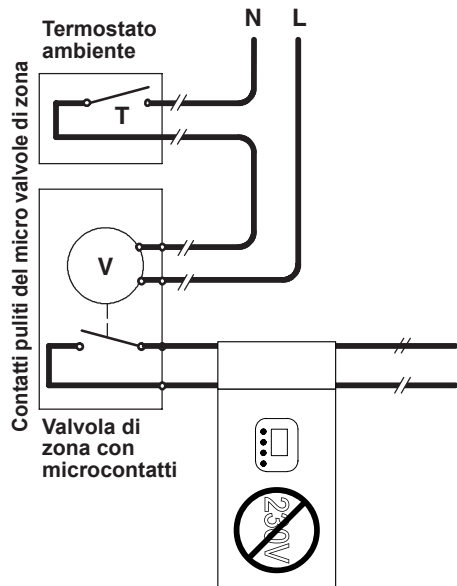 N L
Termostato
ambiente
T
Contatti puliti del micro valvole di zona
V
Valvola di
zona con
microcontatti
230V